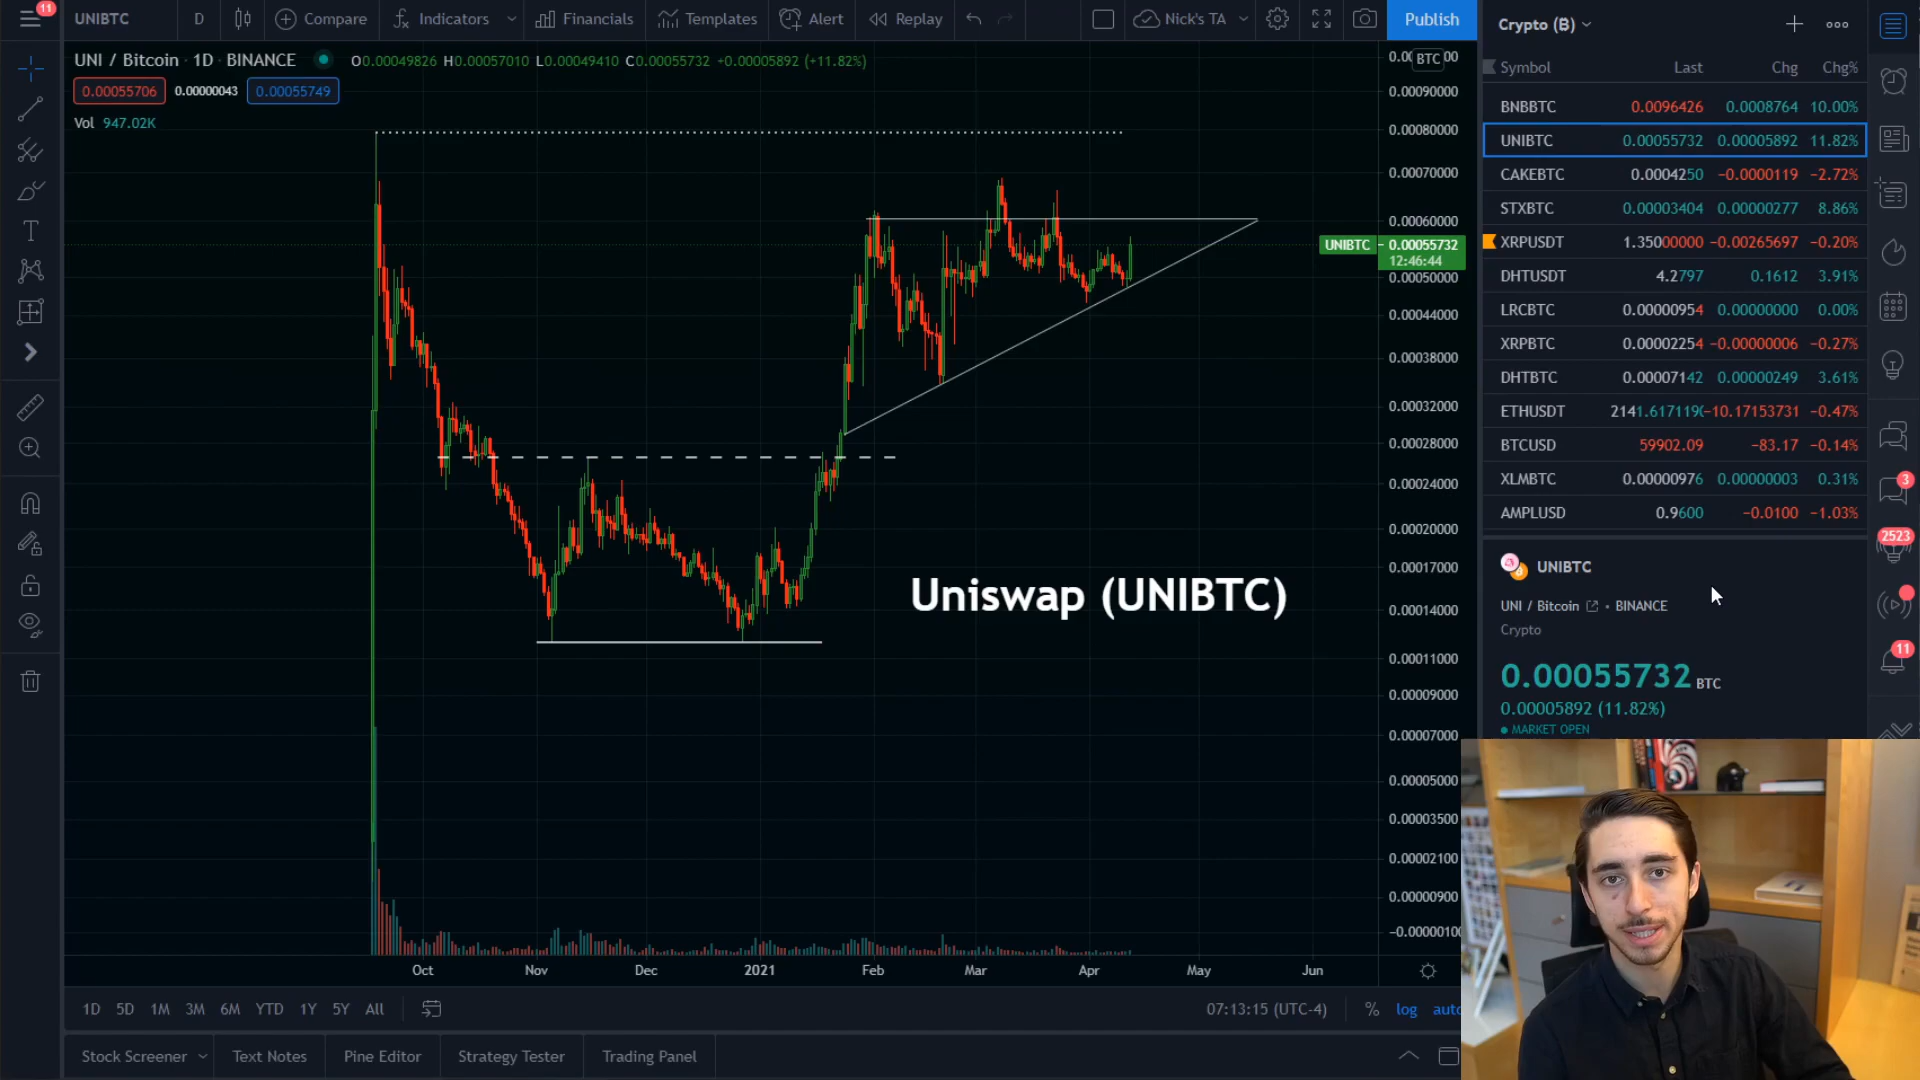 11
UNIBTC D Compare Indicators Financials Templates Alert Replay Nick's TA Publish
UNI / Bitcoin · 1D · BINANCE O0.00049826 H0.00057010 L0.00049410 C0.00055732 +0.00005892 (+11.82%)
0.00055706 0.00000043 0.00055749
Vol 947.02K
BTC
0.00090000
0.00080000
0.00070000
0.00060000
UNIBTC 0.00055732
12:46:44
0.00050000
0.00044000
0.00038000
0.00032000
0.00028000
0.00024000
0.00020000
0.00017000
0.00014000
0.00011000
0.00009000
0.00007000
0.00005000
0.00003500
0.00002100
0.00000900
Uniswap (UNIBTC)
Oct Nov Dec 2021 Feb Mar Apr May Jun
1D 5D 1M 3M 6M YTD 1Y 5Y All 07:13:15 (UTC-4) % log
Stock Screener Text Notes Pine Editor Strategy Tester Trading Panel
Crypto (B)
Symbol Last Chg Chg%
BNBBTC 0.0096426 0.0008764 10.00%
UNIBTC 0.00055732 0.00005892 11.82%
CAKEBTC 0.0004250 −0.0000119 −2.72%
STXBTC 0.00003404 0.00000277 8.86%
XRPUSDT 1.35000000 −0.00265697 −0.20%
DHTUSDT 4.2797 0.1612 3.91%
LRCBTC 0.00000954 0.00000000 0.00%
XRPBTC 0.00002254 −0.00000006 −0.27%
DHTBTC 0.00007142 0.00000249 3.61%
ETHUSDT 2141.617119 −10.17153731 −0.47%
BTCUSD 59902.09 −83.17 −0.14%
XLMBTC 0.00000976 0.00000003 0.31%
AMPLUSD 0.9600 −0.0100 −1.03%
UNIBTC
UNI / Bitcoin • BINANCE
Crypto
0.00055732 BTC
0.00005892 (11.82%)
MARKET OPEN
3
2523
11